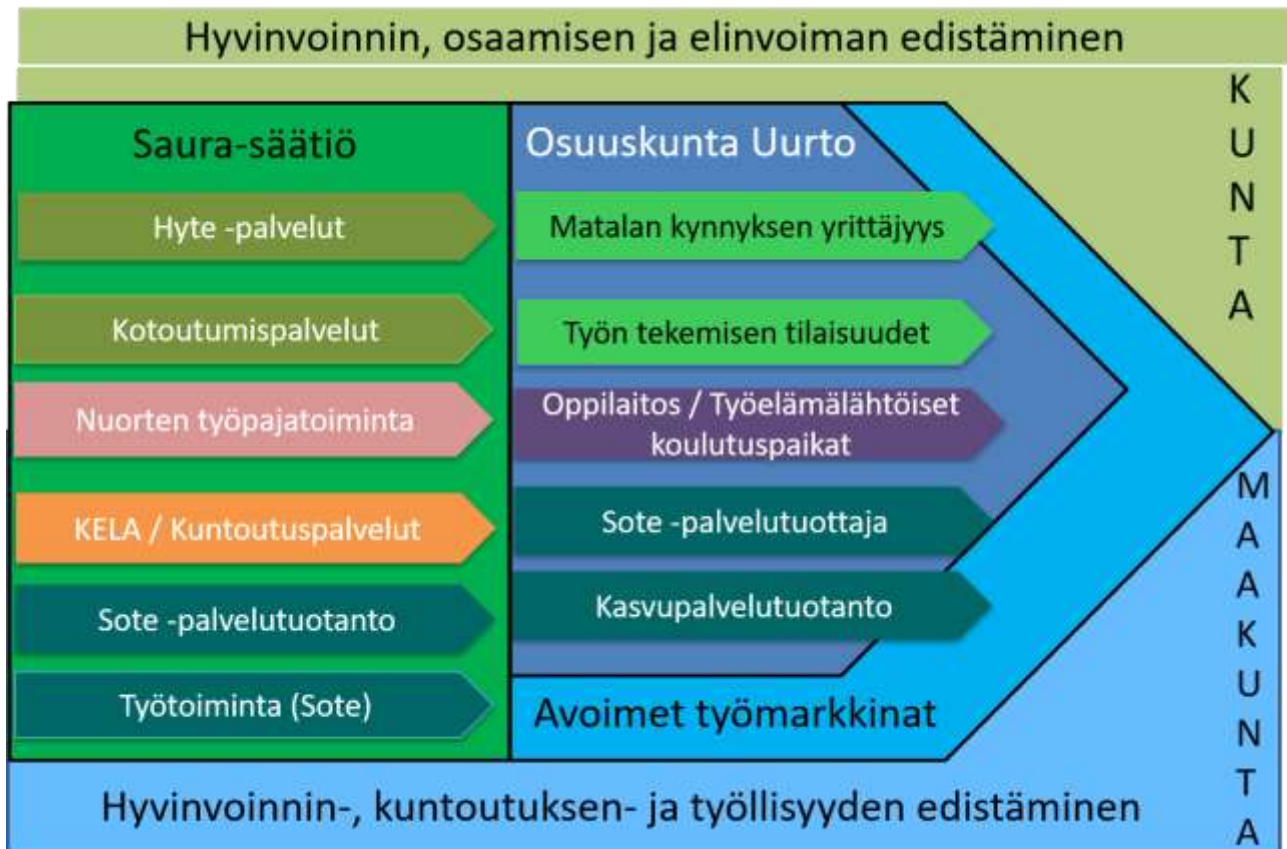 Hyvinvoinnin, osaamisen ja elinvoiman edistäminen
KUNTA
Saura-säätiö
Hyte -palvelut
Kotoutumispalvelut
Nuorten työpajatoiminta
KELA / Kuntoutuspalvelut
Sote -palvelutuotanto
Työtoiminta (Sote)
Osuuskunta Uurto
Matalan kynnyksen yrittäjyys
Työn tekemisen tilaisuudet
Oppilaitos / Työelämälähtöiset
koulutuspaikat
Sote -palvelutuottaja
Kasvupalvelutuotanto
Avoimet työmarkkinat
MAAKUNTA
Hyvinvoinnin-, kuntoutuksen- ja työllisyyden edistäminen